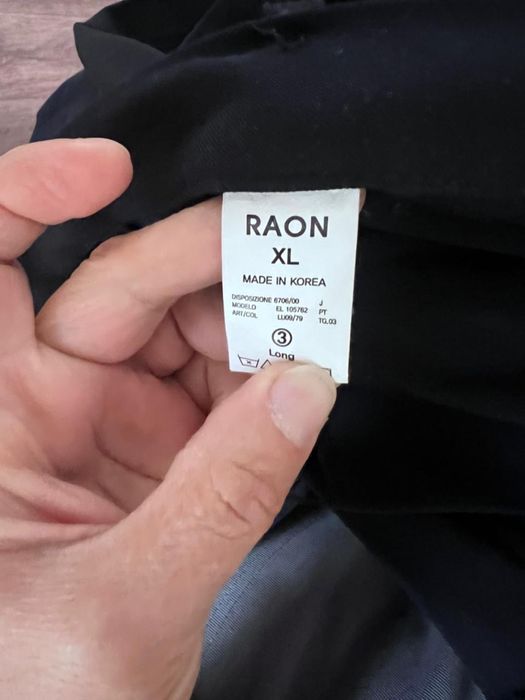 RAON
XL
MADE IN KOREA
DISPOSIZIONE 6706/00 J
MODELO EL 105762 PT
ART/COL LU09/79 TG.03
③
Long